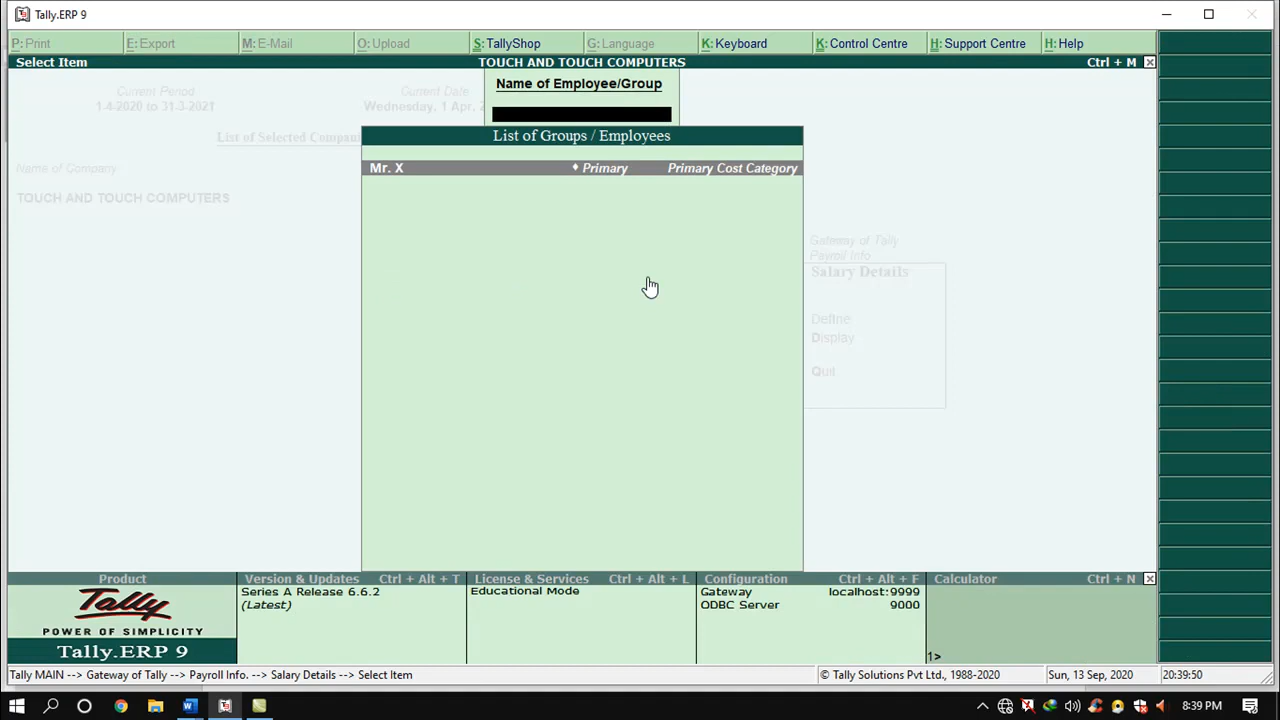 Tally.ERP 9
P: Print
E: Export
M: E-Mail
O: Upload
S: TallyShop
G: Language
K: Keyboard
K: Control Centre
H: Support Centre
H: Help
Select Item
TOUCH AND TOUCH COMPUTERS
Ctrl + M
Current Period
1-4-2020 to 31-3-2021
Current Date
Wednesday, 1 Apr, 2
Name of Employee/Group
List of Selected Compan
Name of Company
TOUCH AND TOUCH COMPUTERS
List of Groups / Employees
Mr. X ♦ Primary Primary Cost Category
Gateway of Tally
Payroll Info
Salary Details
Define
Display
Quit
Product
Tally
POWER OF SIMPLICITY
Tally.ERP 9
Version & Updates Ctrl + Alt + T
Series A Release 6.6.2
(Latest)
License & Services Ctrl + Alt + L
Educational Mode
Configuration Ctrl + Alt + F
Gateway localhost:9999
ODBC Server 9000
Calculator Ctrl + N
1>
Tally MAIN --> Gateway of Tally --> Payroll Info. --> Salary Details --> Select Item
© Tally Solutions Pvt Ltd., 1988-2020
Sun, 13 Sep, 2020
20:39:50
8:39 PM